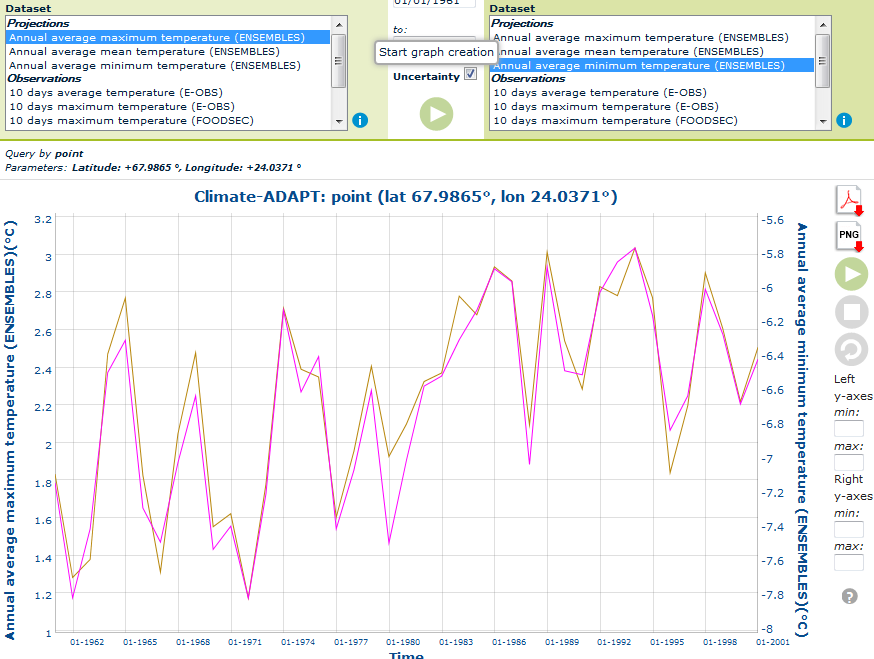 Dataset
Projections
Annual average maximum temperature (ENSEMBLES)
Annual average mean temperature (ENSEMBLES)
Annual average minimum temperature (ENSEMBLES)
Observations
10 days average temperature (E-OBS)
10 days maximum temperature (E-OBS)
10 days maximum temperature (FOODSEC)
01/01/1961
to:
Start graph creation
Uncertainty
Dataset
Projections
Annual average maximum temperature (ENSEMBLES)
Annual average mean temperature (ENSEMBLES)
Annual average minimum temperature (ENSEMBLES)
Observations
10 days average temperature (E-OBS)
10 days maximum temperature (E-OBS)
10 days maximum temperature (FOODSEC)
Query by point
Parameters: Latitude: +67.9865 °, Longitude: +24.0371 °
Climate-ADAPT: point (lat 67.9865°, lon 24.0371°)
Annual average maximum temperature (ENSEMBLES)(°C)
3.2
3
2.8
2.6
2.4
2.2
2
1.8
1.6
1.4
1.2
1
-5.6
-5.8
-6
-6.2
-6.4
-6.6
-6.8
-7
-7.2
-7.4
-7.6
-7.8
-8
Annual average minimum temperature (ENSEMBLES)(°C)
01-1962 01-1965 01-1968 01-1971 01-1974 01-1977 01-1980 01-1983 01-1986 01-1989 01-1992 01-1995 01-1998 01-2001
Time
PNG
Left
y-axes
min:
max:
Right
y-axes
min:
max:
?